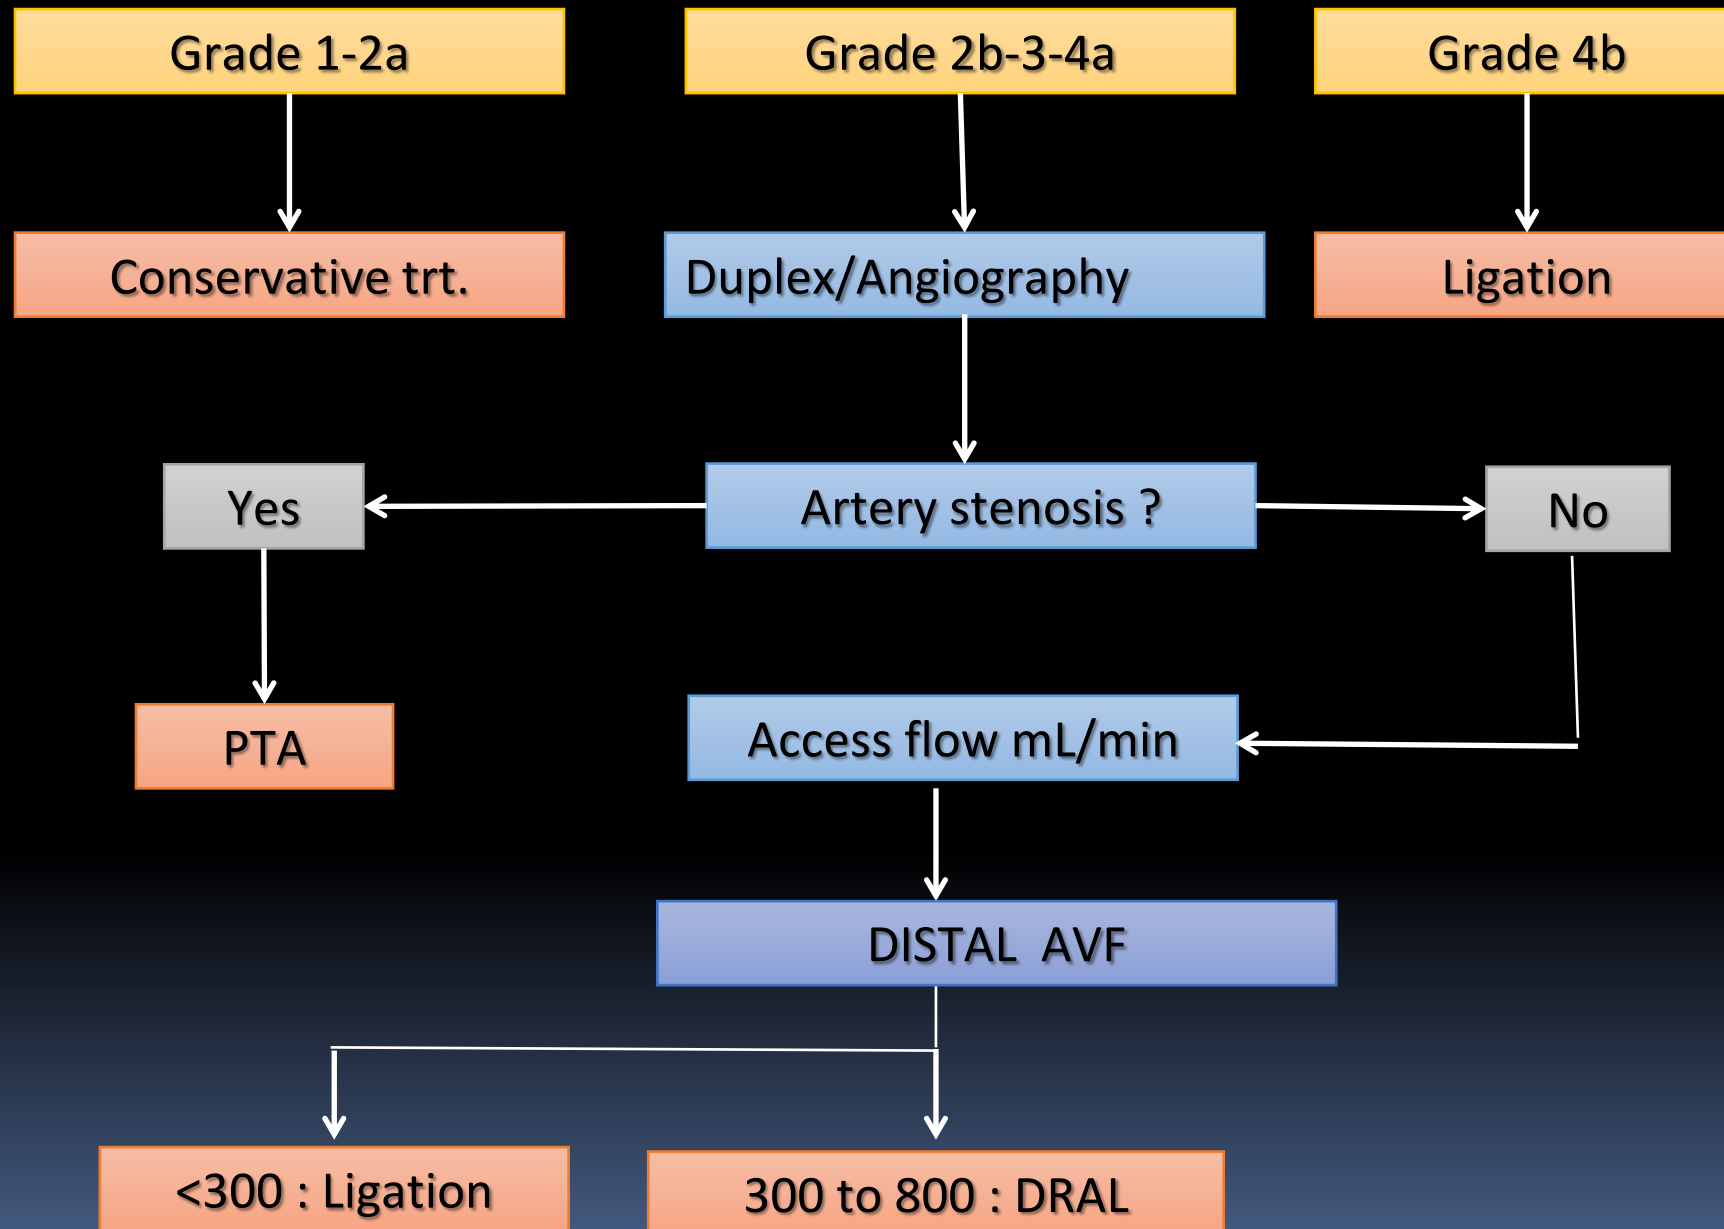 Grade 1-2a
Grade 2b-3-4a
Grade 4b
Conservative trt.
Duplex/Angiography
Ligation
Yes
Artery stenosis ?
No
PTA
Access flow mL/min
DISTAL AVF
<300 : Ligation
300 to 800 : DRAL